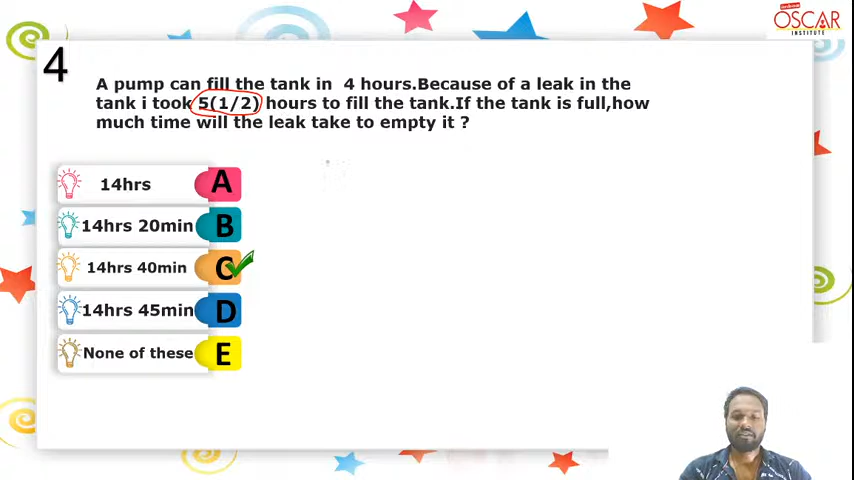 OSCAR
INSTITUTE
4
A pump can fill the tank in 4 hours.Because of a leak in the
tank i took 5(1/2) hours to fill the tank.If the tank is full,how
much time will the leak take to empty it ?
14hrs A
14hrs 20min B
14hrs 40min C
14hrs 45min D
None of these E